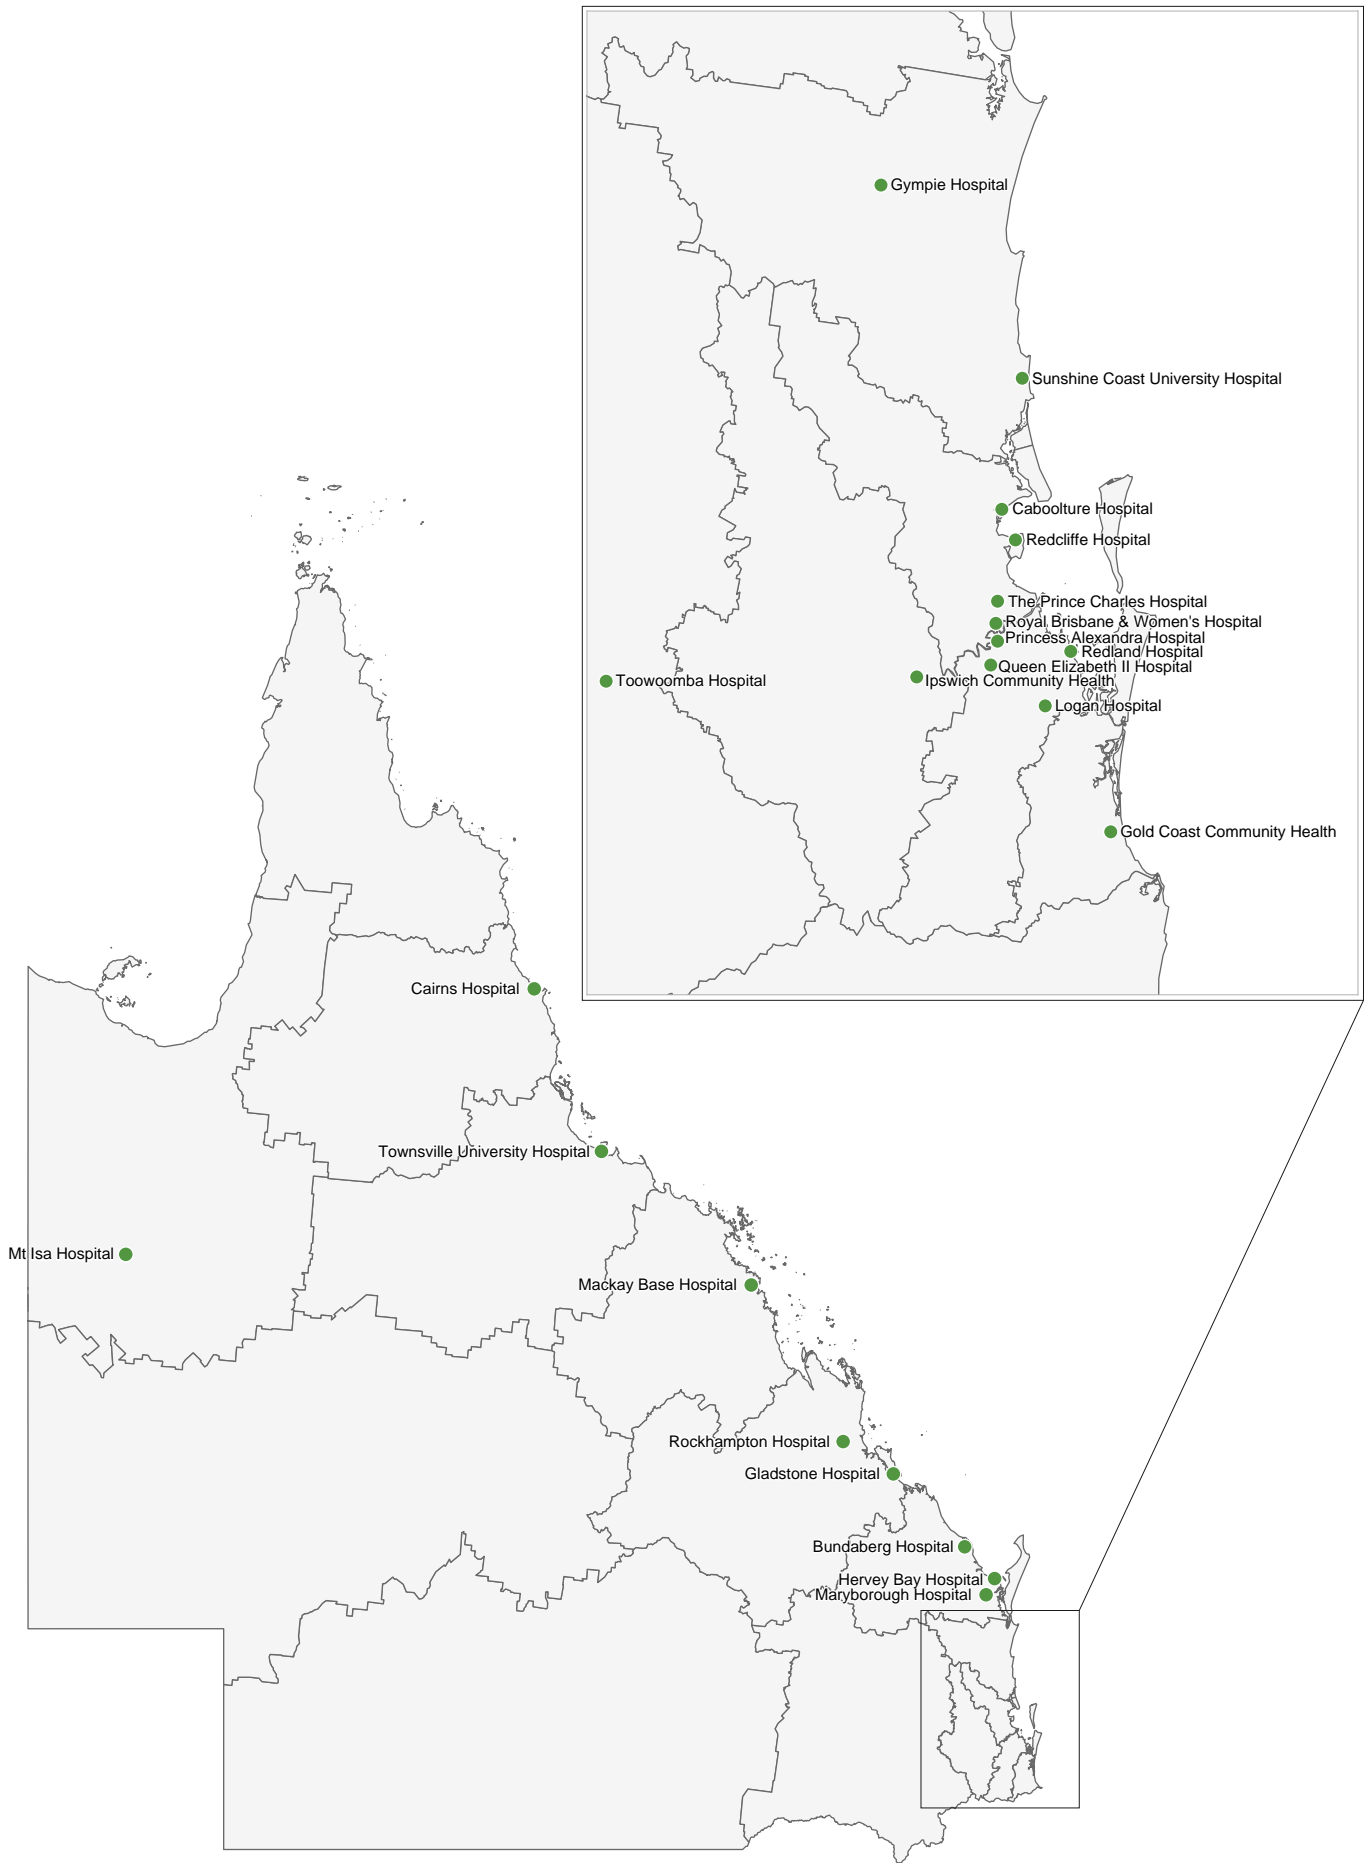 Gympie Hospital
Sunshine Coast University Hospital
Caboolture Hospital
Redcliffe Hospital
The Prince Charles Hospital
Royal Brisbane & Women's Hospital
Princess Alexandra Hospital
Redland Hospital
Queen Elizabeth II Hospital
Toowoomba Hospital
Ipswich Community Health
Logan Hospital
Gold Coast Community Health
Cairns Hospital
Townsville University Hospital
Mt Isa Hospital
Mackay Base Hospital
Rockhampton Hospital
Gladstone Hospital
Bundaberg Hospital
Hervey Bay Hospital
Maryborough Hospital